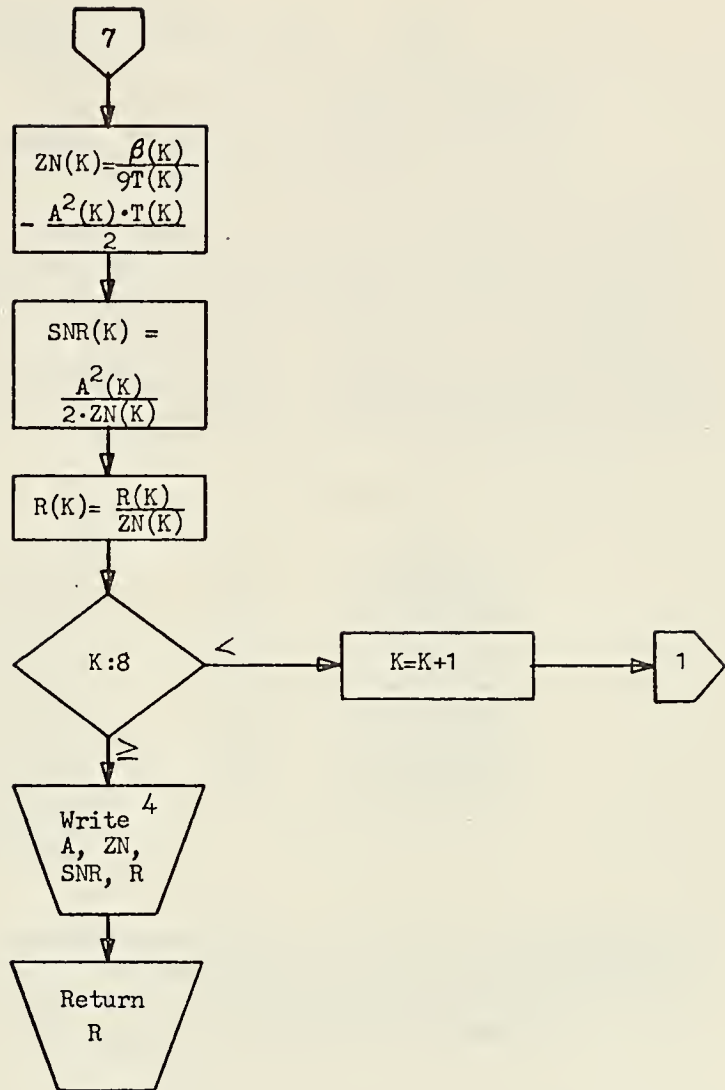 7
ZN(K)= β(K)
9T(K)
- A²(K)·T(K)
2
SNR(K) =
A²(K)
2·ZN(K)
R(K)= R(K)
ZN(K)
K:8
<
K=K+1
1
≥
Write 4
A, ZN,
SNR, R
Return
R